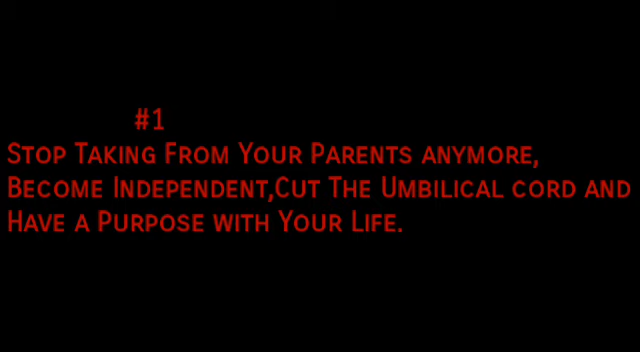 #1
Stop Taking From Your Parents anymore,
Become Independent,Cut The Umbilical cord and
Have a Purpose with Your Life.